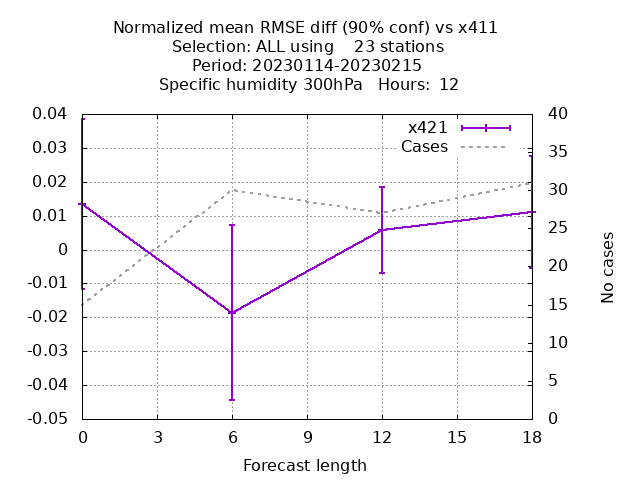 Normalized mean RMSE diff (90% conf) vs x411
Selection: ALL using    23 stations
Period: 20230114-20230215
Specific humidity 300hPa   Hours:  12
x421
Cases
0.04
0.03
0.02
0.01
0
-0.01
-0.02
-0.03
-0.04
-0.05
40
35
30
25
20
15
10
5
0
No cases
0 3 6 9 12 15 18
Forecast length